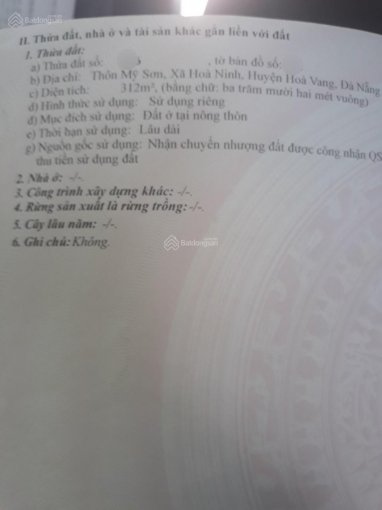 II. Thửa đất, nhà ở và tài sản khác gắn liền với đất
1. Thửa đất:
a) Thửa đất số: , tờ bản đồ số:
b) Địa chỉ: Thôn Mỹ Sơn, Xã Hoà Ninh, Huyện Hoà Vang, Đà Nẵng
c) Diện tích: 312m², (bằng chữ: ba trăm mười hai mét vuông)
d) Hình thức sử dụng: Sử dụng riêng
đ) Mục đích sử dụng: Đất ở tại nông thôn
e) Thời hạn sử dụng: Lâu dài
g) Nguồn gốc sử dụng: Nhận chuyển nhượng đất được công nhận QS
thu tiền sử dụng đất
2. Nhà ở: -/-.
3. Công trình xây dựng khác: -/-.
4. Rừng sản xuất là rừng trồng: -/-.
5. Cây lâu năm: -/-.
6. Ghi chú: Không.
Batdongsan
Batdongsan
Batdongsan